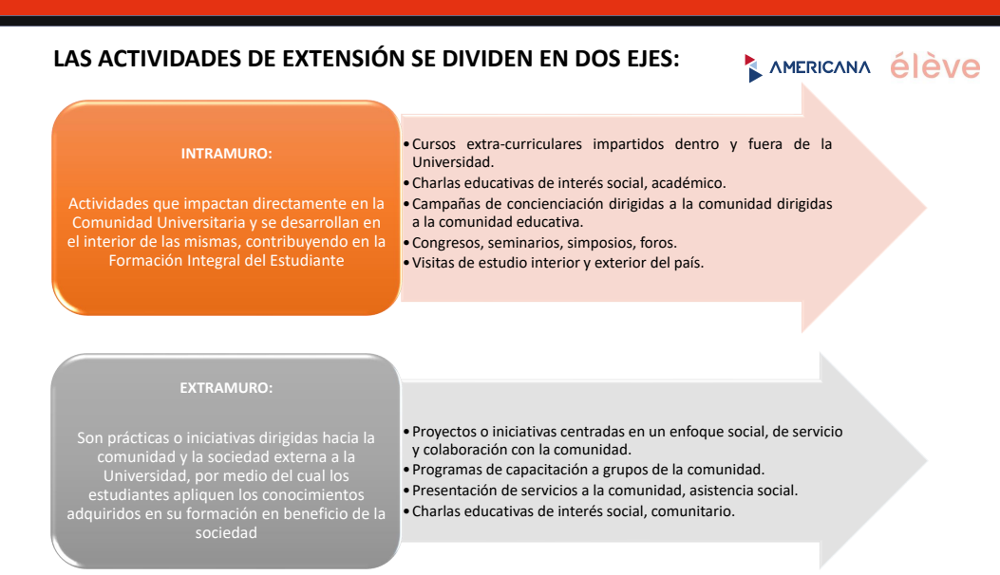 LAS ACTIVIDADES DE EXTENSIÓN SE DIVIDEN EN DOS EJES:
AMERICANA
élève
INTRAMURO:
Actividades que impactan directamente en la
Comunidad Universitaria y se desarrollan en
el interior de las mismas, contribuyendo en la
Formación Integral del Estudiante
•Cursos extra-curriculares impartidos dentro y fuera de la
Universidad.
•Charlas educativas de interés social, académico.
•Campañas de concienciación dirigidas a la comunidad dirigidas
a la comunidad educativa.
•Congresos, seminarios, simposios, foros.
•Visitas de estudio interior y exterior del país.
EXTRAMURO:
Son prácticas o iniciativas dirigidas hacia la
comunidad y la sociedad externa a la
Universidad, por medio del cual los
estudiantes apliquen los conocimientos
adquiridos en su formación en beneficio de la
sociedad
•Proyectos o iniciativas centradas en un enfoque social, de servicio
y colaboración con la comunidad.
•Programas de capacitación a grupos de la comunidad.
•Presentación de servicios a la comunidad, asistencia social.
•Charlas educativas de interés social, comunitario.